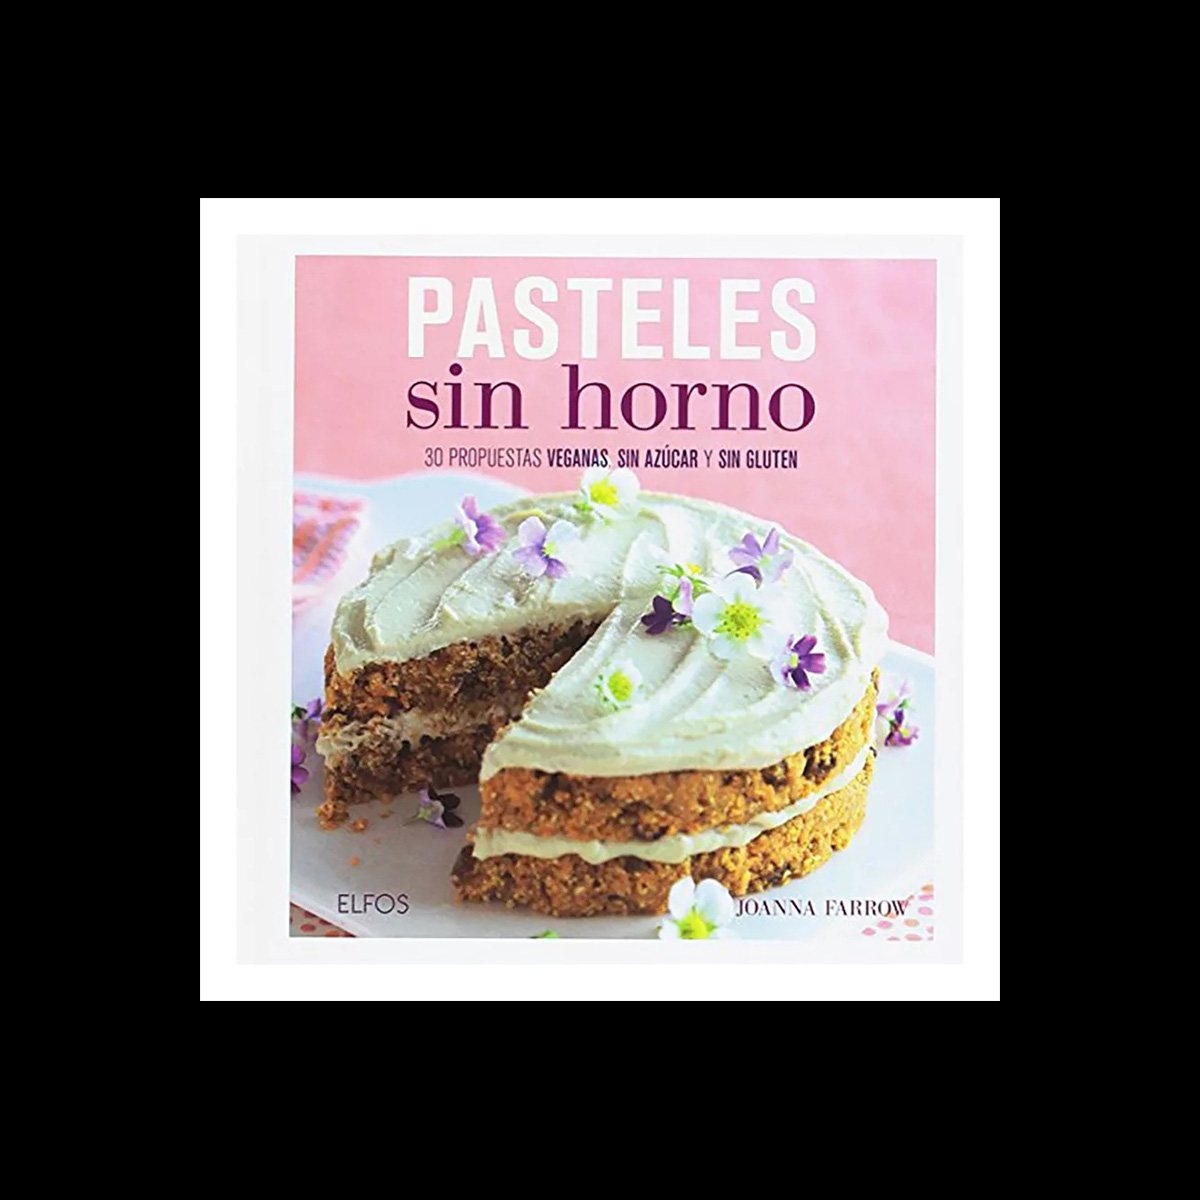 PASTELES
sin horno
30 PROPUESTAS VEGANAS, SIN AZÚCAR Y SIN GLUTEN
ELFOS
JOANNA FARROW